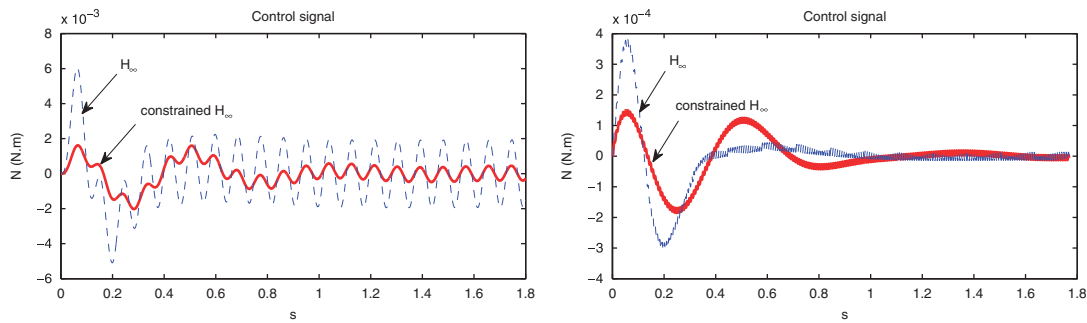 x 10⁻³
Control signal
8
6
4
2
0
−2
−4
−6
N (N.m)
H∞
constrained H∞
0 0.2 0.4 0.6 0.8 1 1.2 1.4 1.6 1.8
s
x 10⁻⁴
Control signal
4
3
2
1
0
−1
−2
−3
−4
N (N.m)
H∞
constrained H∞
0 0.2 0.4 0.6 0.8 1 1.2 1.4 1.6 1.8
s